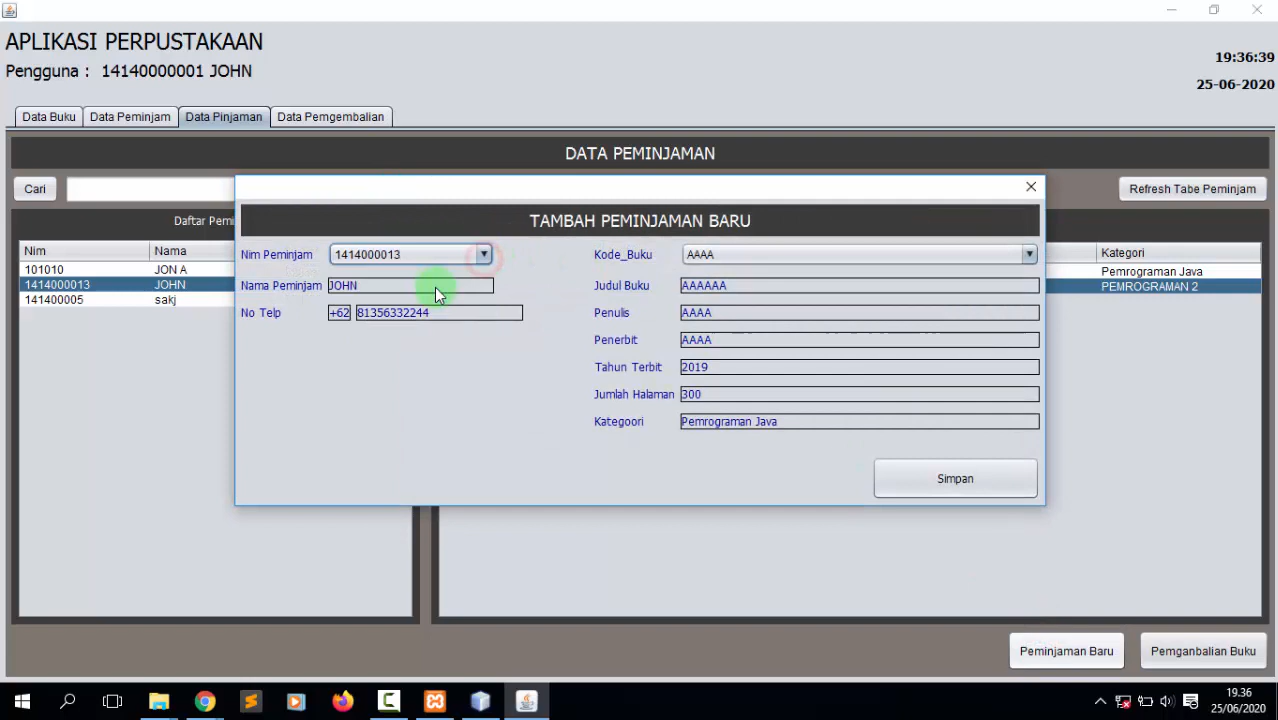 APLIKASI PERPUSTAKAAN
Pengguna : 14140000001 JOHN
19:36:39
25-06-2020
Data Buku Data Peminjam Data Pinjaman Data Pemgembalian
DATA PEMINJAMAN
Cari Refresh Tabe Peminjam
Daftar Pemi
TAMBAH PEMINJAMAN BARU
Nim Nama Kategori
101010 JON A Pemrograman Java
1414000013 JOHN PEMROGRAMAN 2
141400005 sakj
Nim Peminjam 1414000013
Nama Peminjam JOHN
No Telp +62 81356332244
Kode_Buku AAAA
Judul Buku AAAAAA
Penulis AAAA
Penerbit AAAA
Tahun Terbit 2019
Jumlah Halaman 300
Kategoori Pemrograman Java
Simpan
Peminjaman Baru Pemganbalian Buku
19.36
25/06/2020